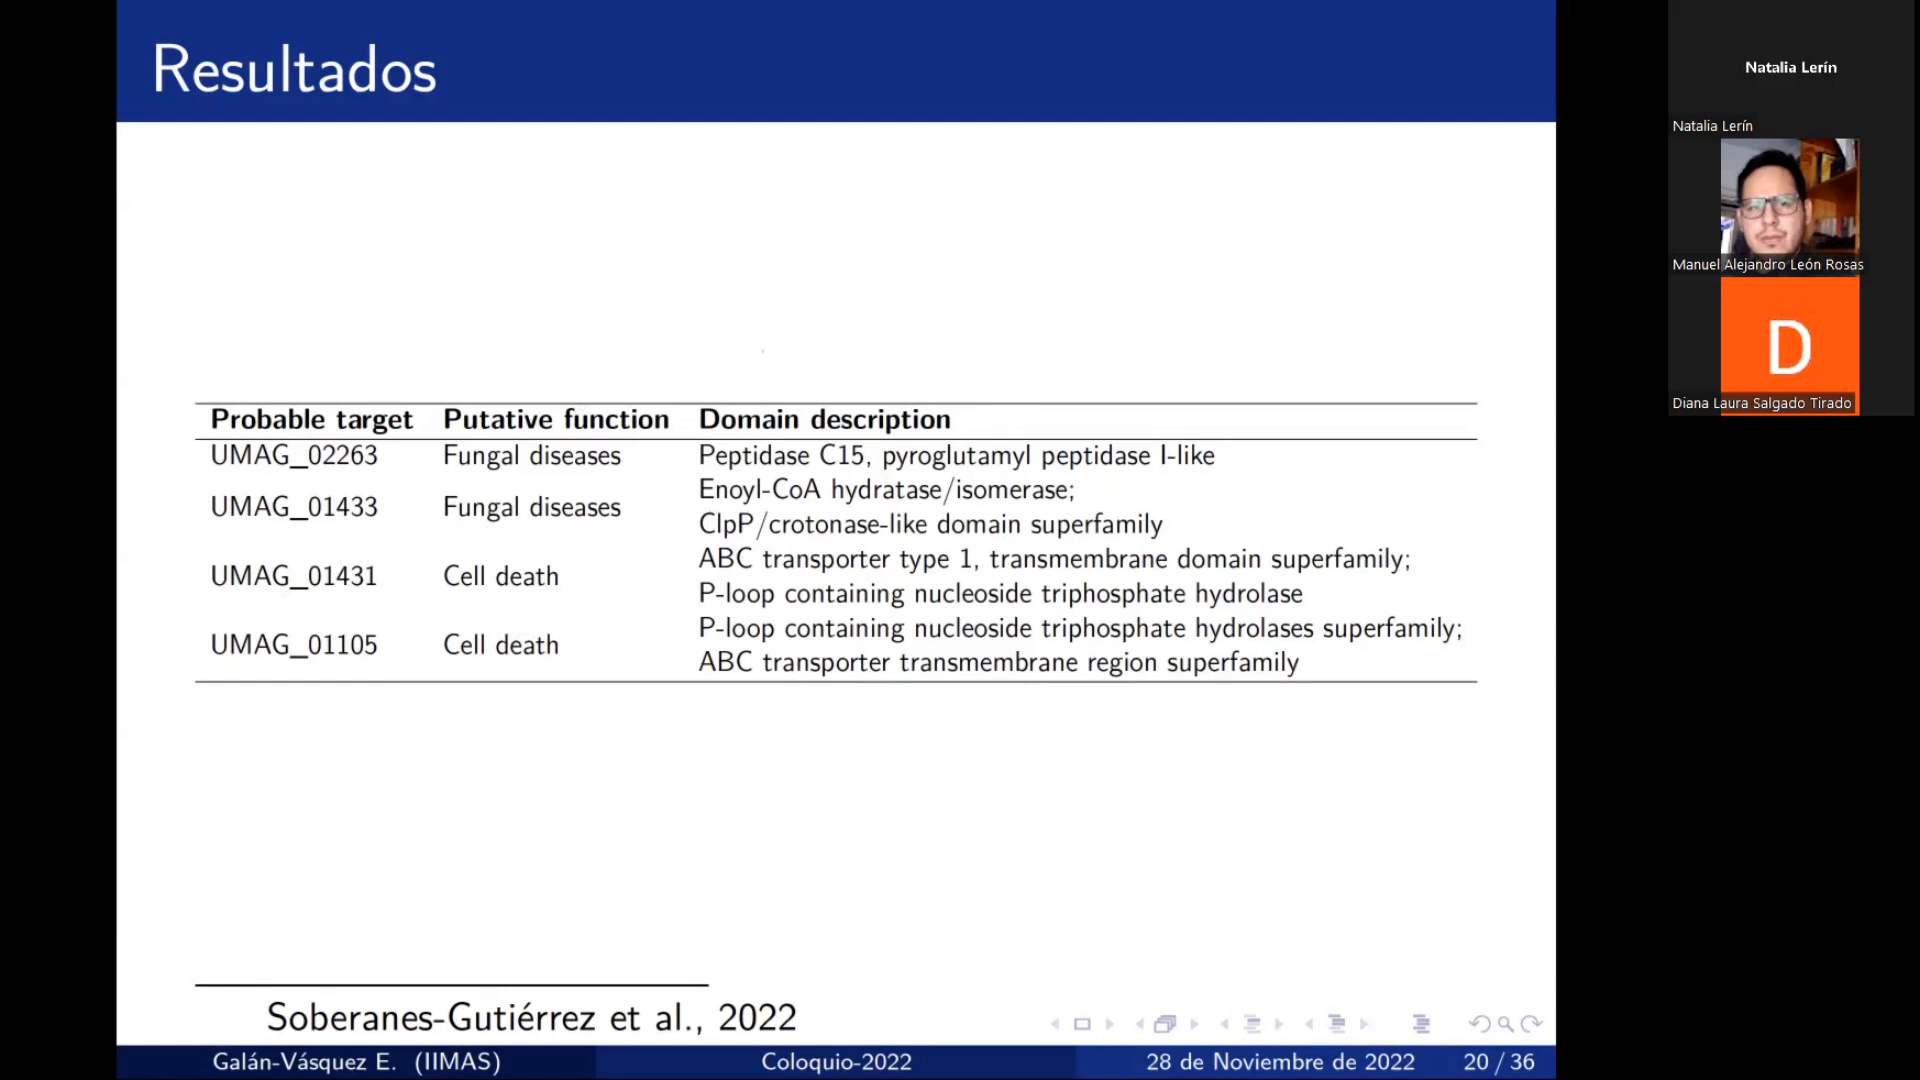 Resultados
Probable target Putative function Domain description
UMAG_02263 Fungal diseases Peptidase C15, pyroglutamyl peptidase I-like
UMAG_01433 Fungal diseases Enoyl-CoA hydratase/isomerase;
ClpP/crotonase-like domain superfamily
UMAG_01431 Cell death ABC transporter type 1, transmembrane domain superfamily;
P-loop containing nucleoside triphosphate hydrolase
UMAG_01105 Cell death P-loop containing nucleoside triphosphate hydrolases superfamily;
ABC transporter transmembrane region superfamily
Soberanes-Gutiérrez et al., 2022
Galán-Vásquez E. (IIMAS) Coloquio-2022 28 de Noviembre de 2022 20 / 36
Natalia Lerín
Natalia Lerín
Manuel Alejandro León Rosas
D
Diana Laura Salgado Tirado